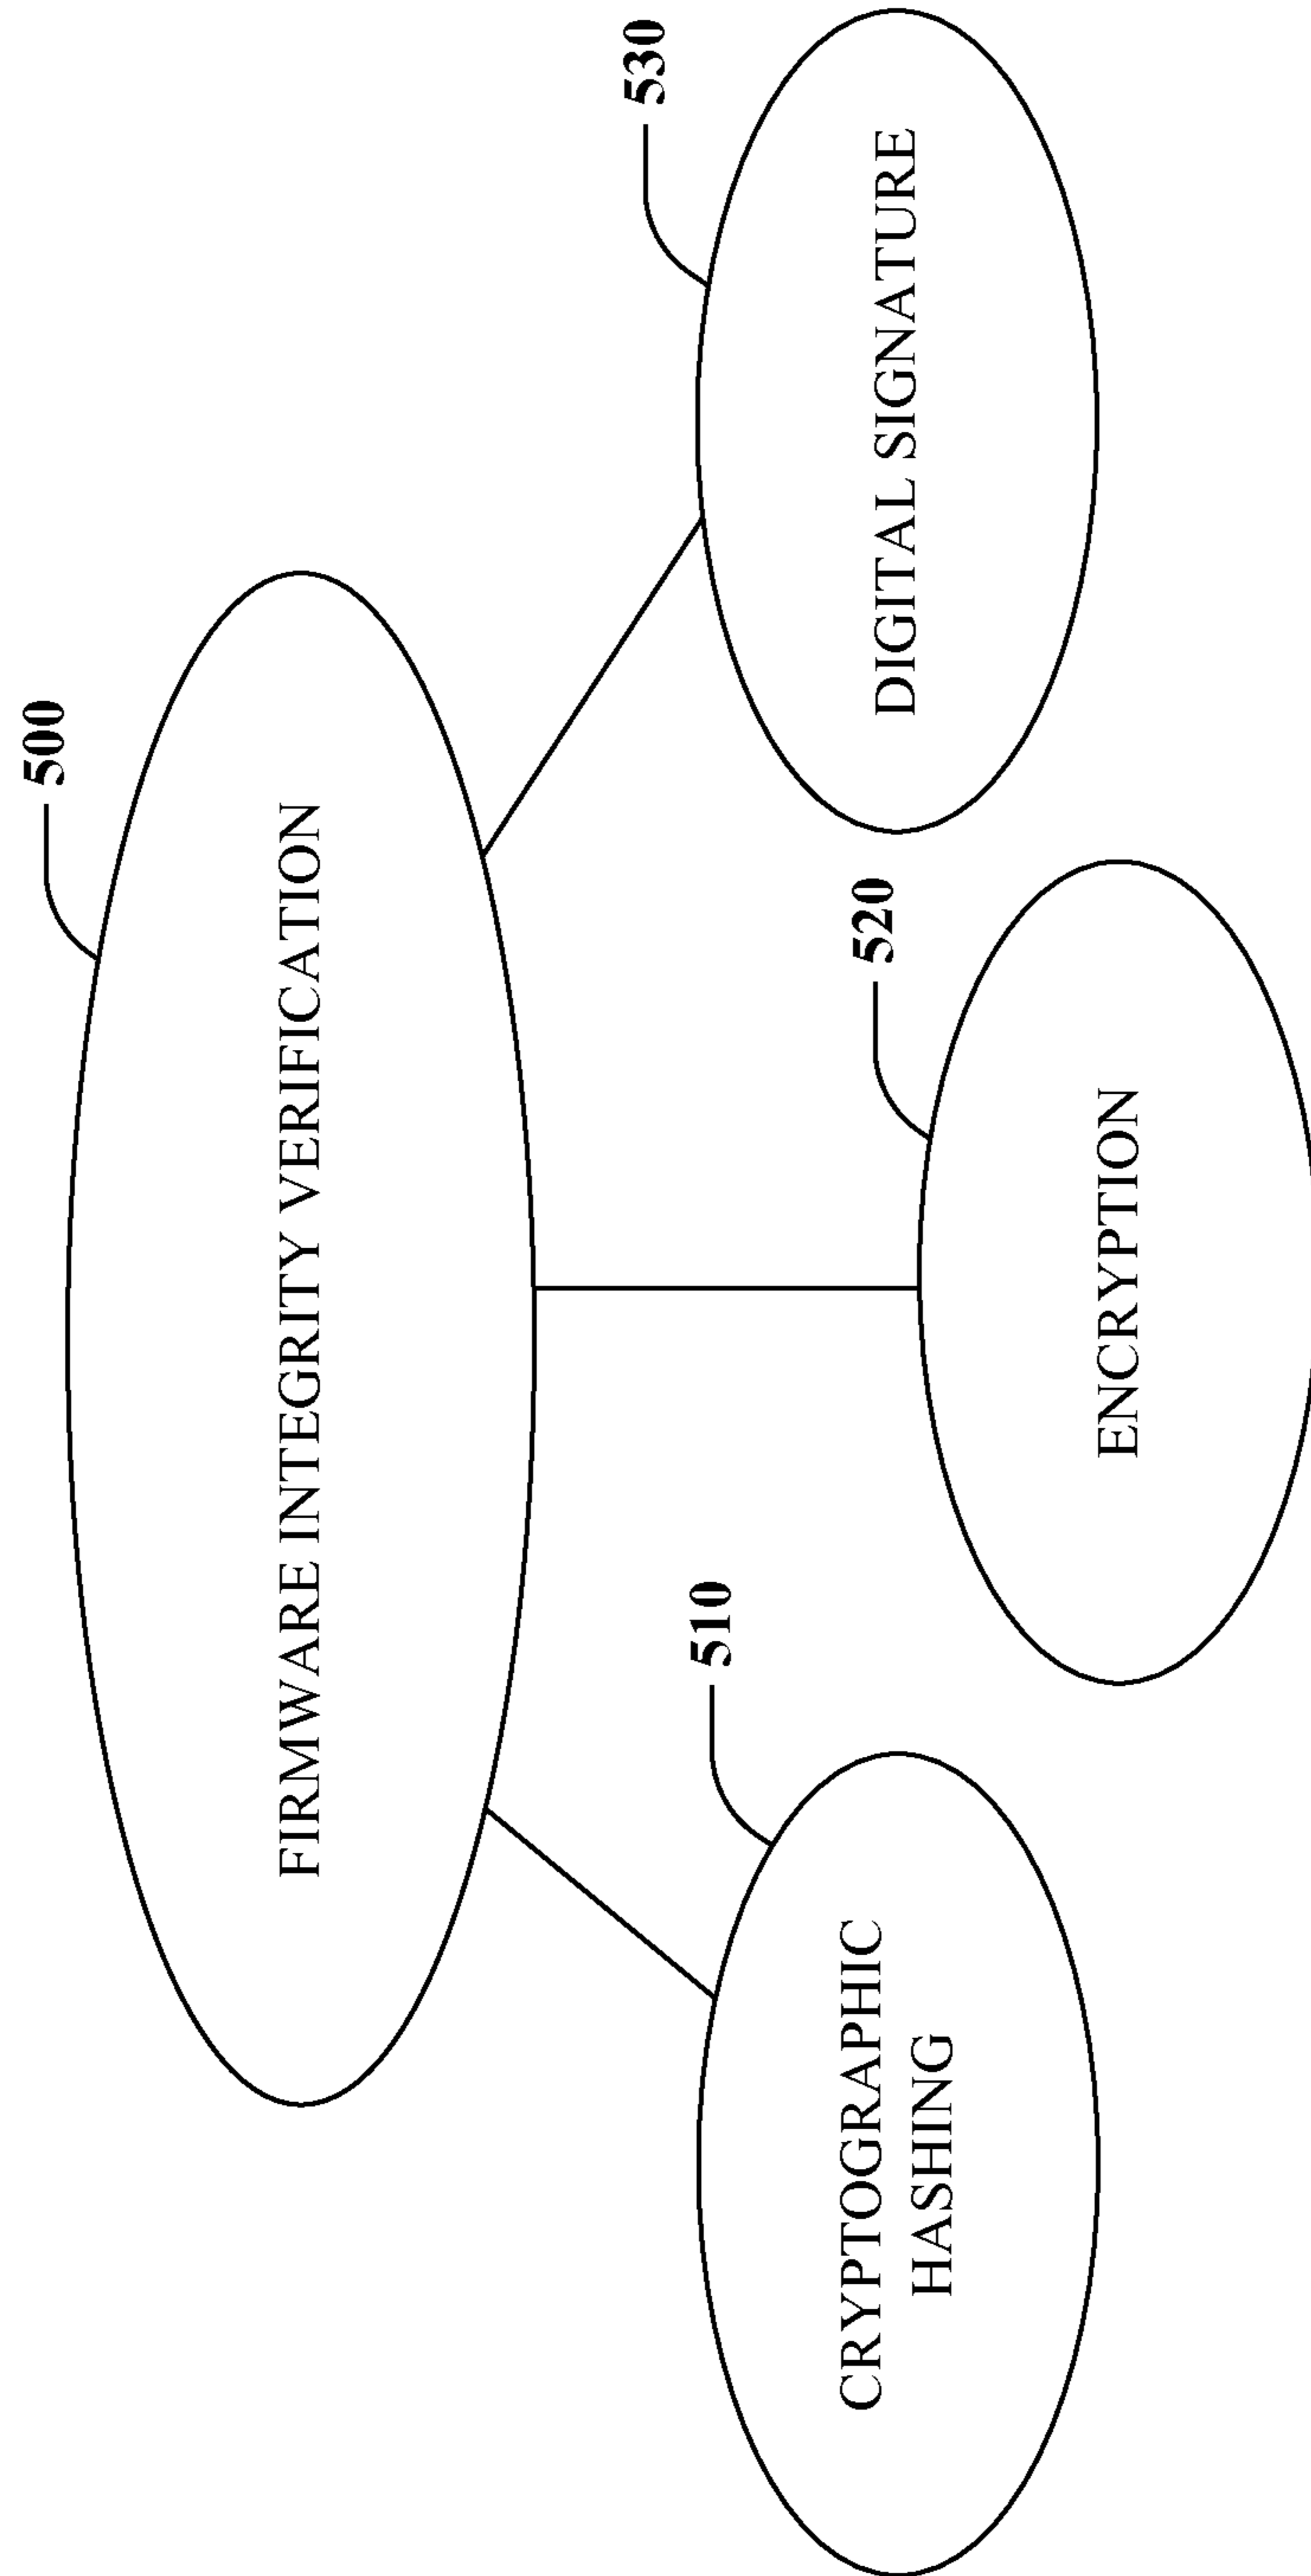 500
FIRMWARE INTEGRITY VERIFICATION
510
CRYPTOGRAPHIC
HASHING
520
ENCRYPTION
530
DIGITAL SIGNATURE